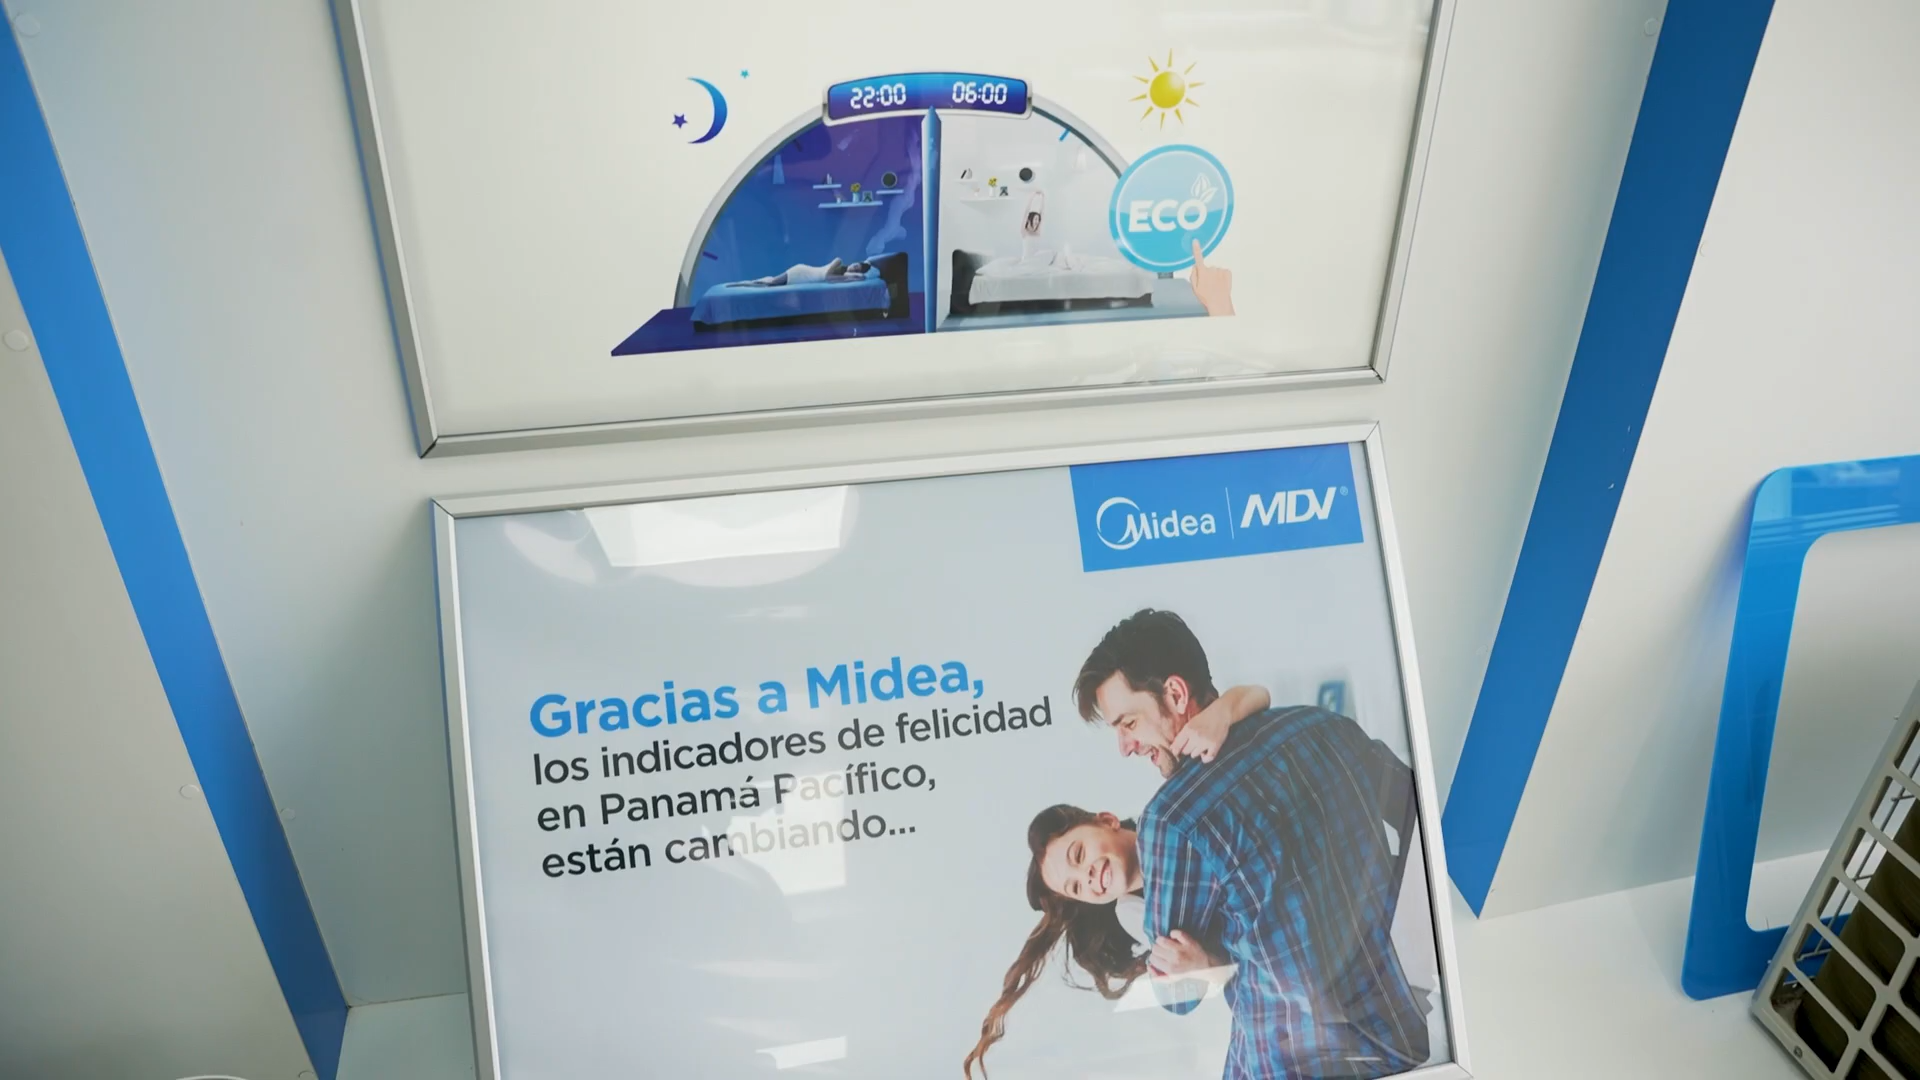 22:00 06:00
ECO
Midea MDV®
Gracias a Midea,
los indicadores de felicidad
en Panamá Pacífico,
están cambiando...